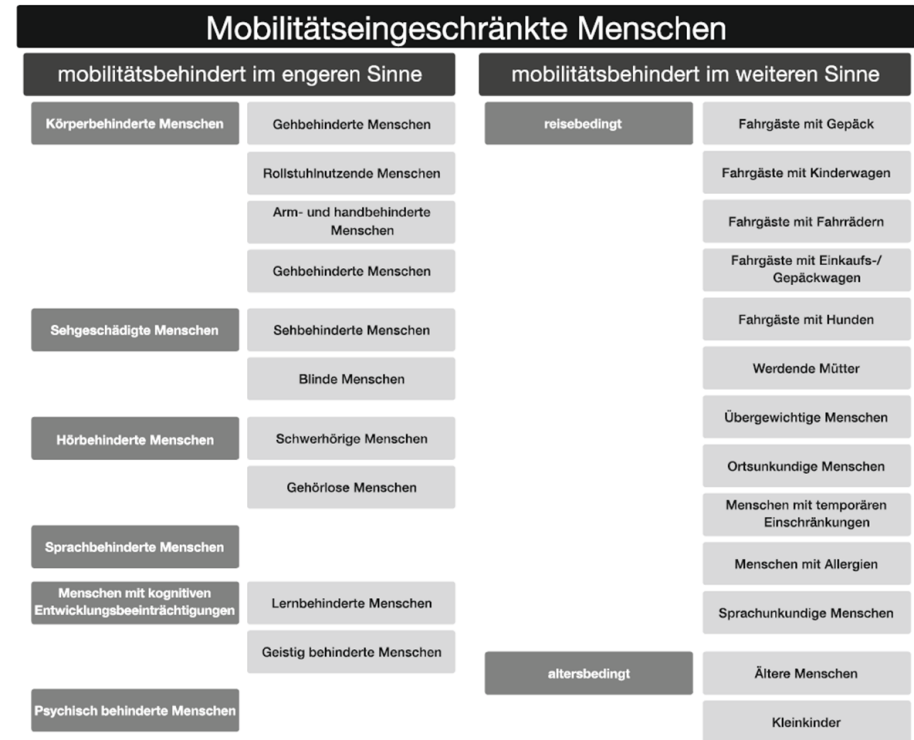 Mobilitätseingeschränkte Menschen
mobilitätsbehindert im engeren Sinne
Körperbehinderte Menschen
Gehbehinderte Menschen
Rollstuhlnutzende Menschen
Arm- und handbehinderte
Menschen
Gehbehinderte Menschen
Sehgeschädigte Menschen
Sehbehinderte Menschen
Blinde Menschen
Hörbehinderte Menschen
Schwerhörige Menschen
Gehörlose Menschen
Sprachbehinderte Menschen
Menschen mit kognitiven
Entwicklungsbeeinträchtigungen
Lernbehinderte Menschen
Geistig behinderte Menschen
Psychisch behinderte Menschen
mobilitätsbehindert im weiteren Sinne
reisebedingt
Fahrgäste mit Gepäck
Fahrgäste mit Kinderwagen
Fahrgäste mit Fahrrädern
Fahrgäste mit Einkaufs-/
Gepäckwagen
Fahrgäste mit Hunden
Werdende Mütter
Übergewichtige Menschen
Ortsunkundige Menschen
Menschen mit temporären
Einschränkungen
Menschen mit Allergien
Sprachunkundige Menschen
altersbedingt
Ältere Menschen
Kleinkinder